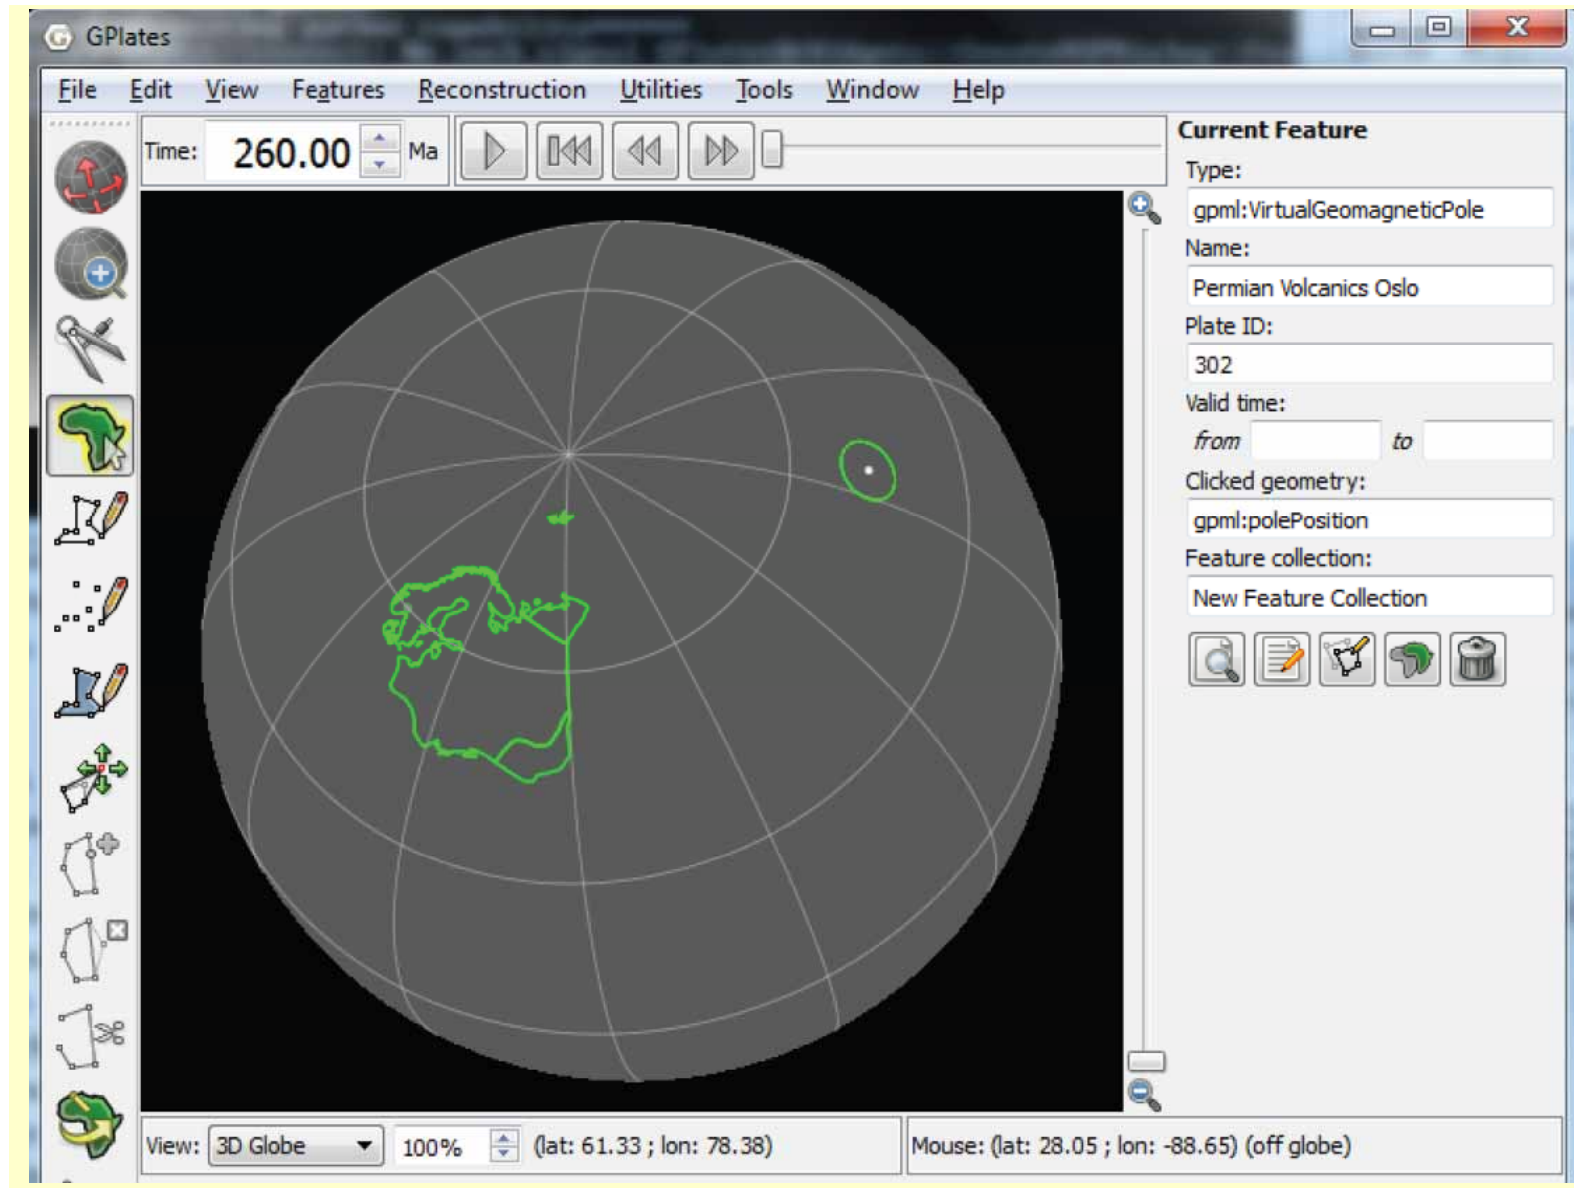 GPlates
File Edit View Features Reconstruction Utilities Tools Window Help
Time: 260.00 Ma
Current Feature
Type:
gpml:VirtualGeomagneticPole
Name:
Permian Volcanics Oslo
Plate ID:
302
Valid time:
from to
Clicked geometry:
gpml:polePosition
Feature collection:
New Feature Collection
View: 3D Globe 100% (lat: 61.33 ; lon: 78.38) Mouse: (lat: 28.05 ; lon: -88.65) (off globe)